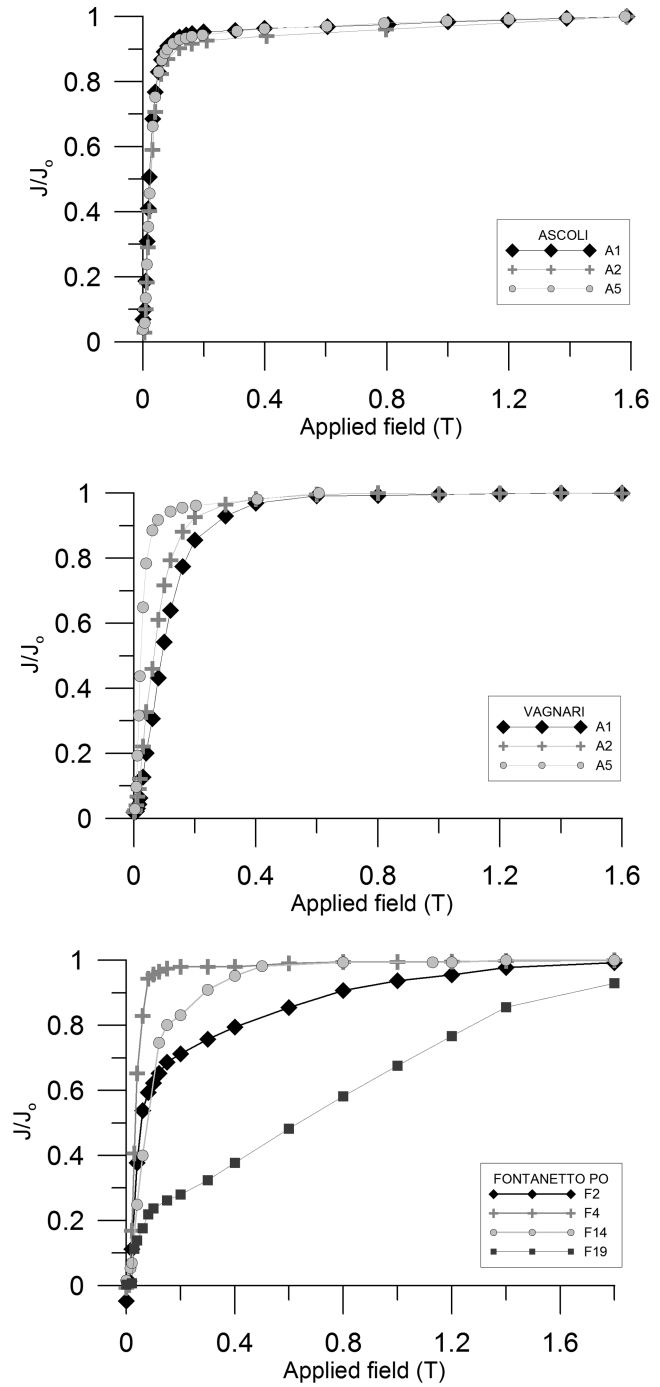 1
0.8
0.6
0.4
0.2
0
J/Jo
ASCOLI
A1
A2
A5
0 0.4 0.8 1.2 1.6
Applied field (T)
1
0.8
0.6
0.4
0.2
0
J/Jo
VAGNARI
A1
A2
A5
0 0.4 0.8 1.2 1.6
Applied field (T)
1
0.8
0.6
0.4
0.2
0
J/Jo
FONTANETTO PO
F2
F4
F14
F19
0 0.4 0.8 1.2 1.6
Applied field (T)